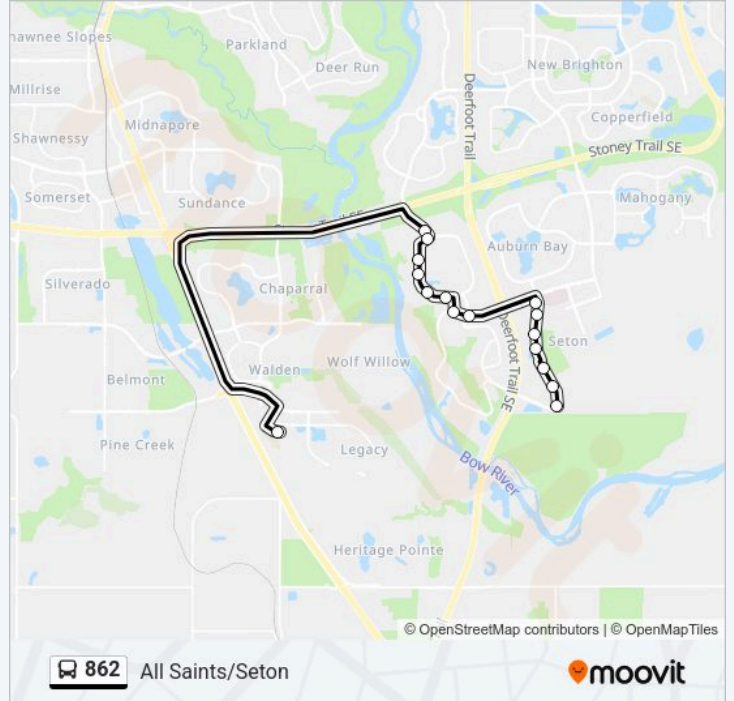 hawnee Slopes
Parkland
Deer Run
New Brighton
Millrise
Midnapore
Deerfoot Trail
Copperfield
Shawnessy
Stoney Trail SE
Somerset
Sundance
Mahogany
Auburn Bay
Silverado
Chaparral
Deerfoot Trail SE
Seton
Belmont
Walden
Wolf Willow
Pine Creek
Legacy
Bow River
Heritage Pointe
© OpenStreetMap contributors | © OpenMapTiles
862 All Saints/Seton
moovit